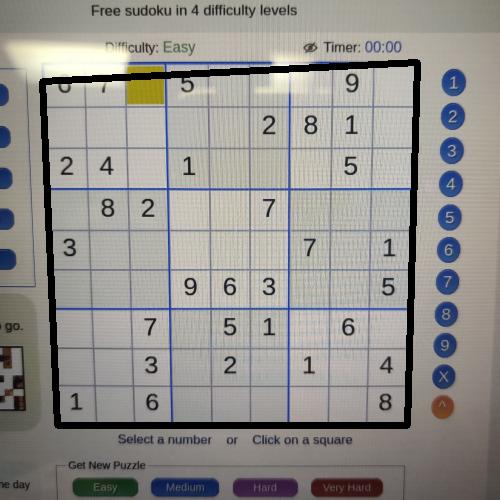 Free sudoku in 4 difficulty levels
Difficulty: Easy Timer: 00:00
7 5 9
2 8 1
2 4 1 5
8 2 7
3 7 1
9 6 3 5
7 5 1 6
3 2 1 4
1 6 8
1
2
3
4
5
6
7
8
9
X
^
o go.
Select a number or Click on a square
Get New Puzzle
Easy Medium Hard Very Hard
he day